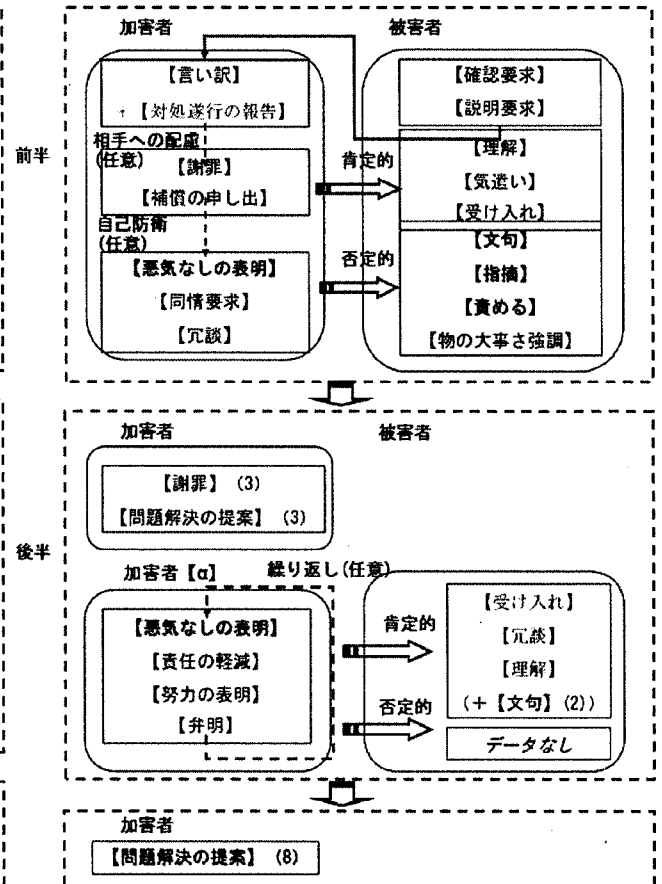 加害者
被害者
前半
【言い訳】
+【対処遂行の報告】
相手への配慮
(任意)
【謝罪】
【補償の申し出】
自己防衛
(任意)
【悪気なしの表明】
【同情要求】
【冗談】
肯定的
否定的
【確認要求】
【説明要求】
【理解】
【気遣い】
【受け入れ】
【文句】
【指摘】
【責める】
【物の大事さ強調】
加害者
被害者
後半
【謝罪】(3)
【問題解決の提案】(3)
加害者【α】
繰り返し(任意)
【悪気なしの表明】
【責任の軽減】
【努力の表明】
【弁明】
肯定的
否定的
【受け入れ】
【冗談】
【理解】
(+【文句】(2))
データなし
加害者
【問題解決の提案】(8)